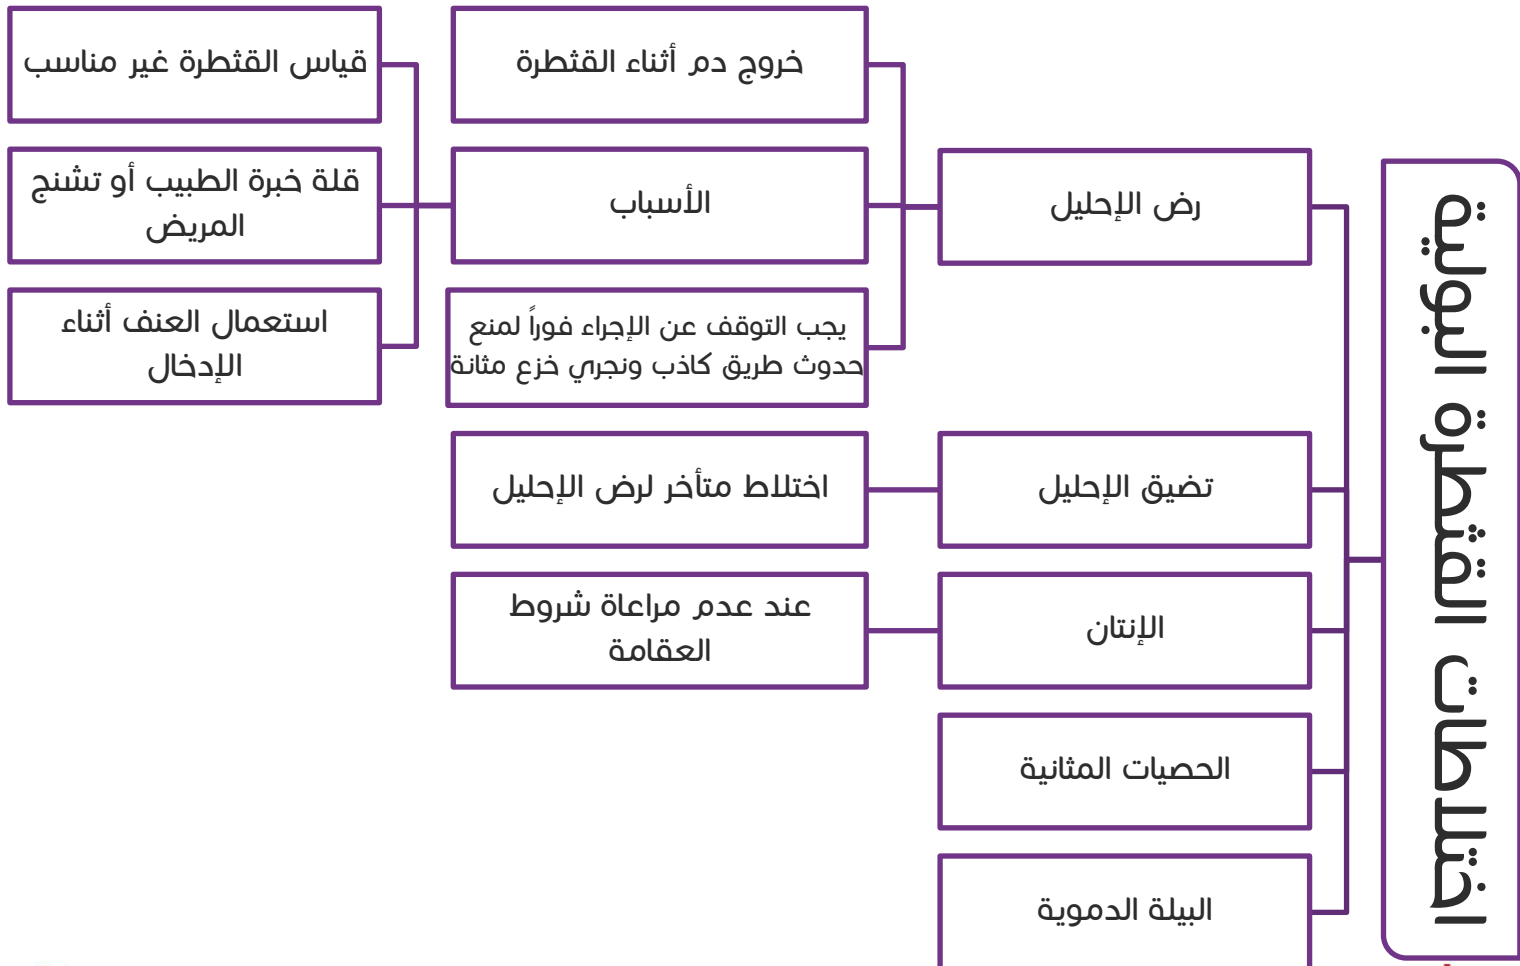 اختلاطات القثطرة البولية
رض الإحليل
خروج دم أثناء القثطرة
الأسباب
قياس القثطرة غير مناسب
قلة خبرة الطبيب أو تشنج
المريض
استعمال العنف أثناء
الإدخال
يجب التوقف عن الإجراء فوراً لمنع
حدوث طريق كاذب ونجري خزع مثانة
تضيق الإحليل
اختلاط متأخر لرض الإحليل
الإنتان
عند عدم مراعاة شروط
العقامة
الحصيات المثانية
البيلة الدموية